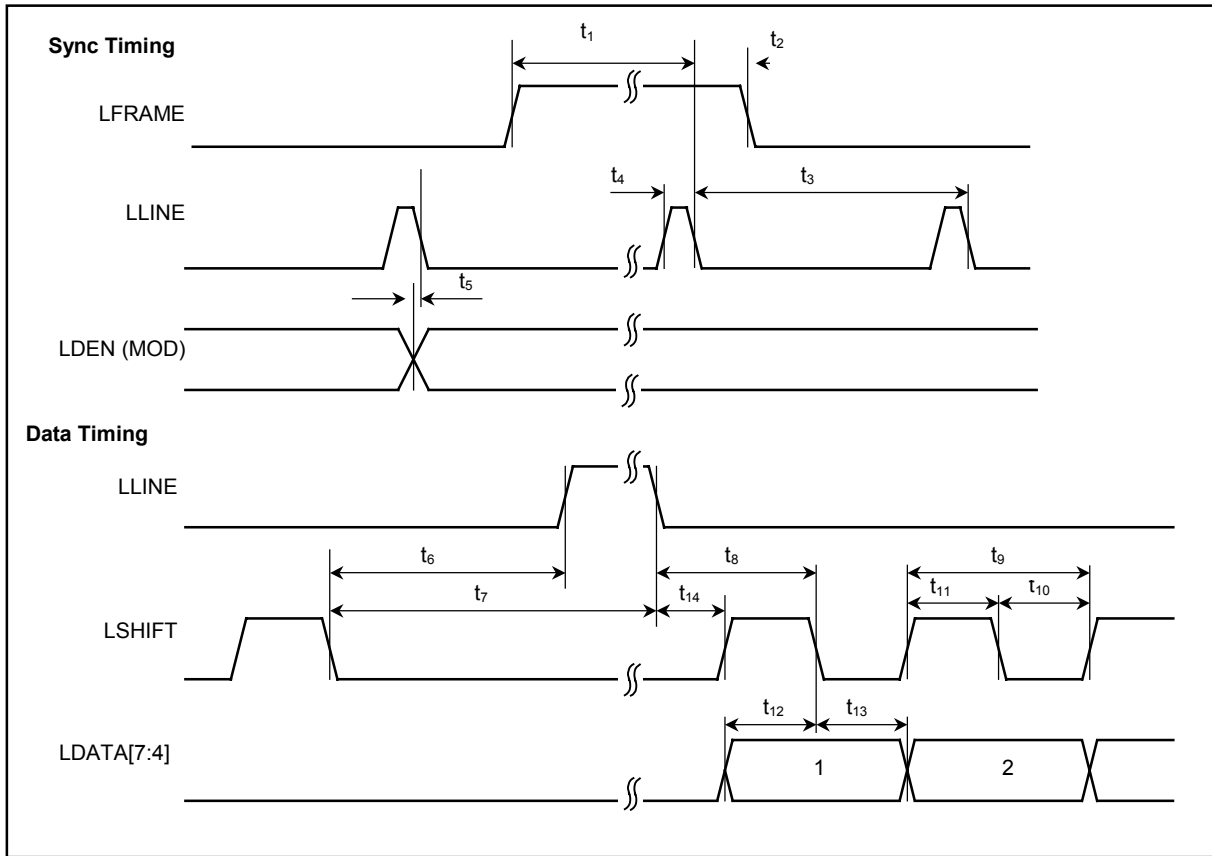 Sync Timing
t1
t2
LFRAME
t4
t3
LLINE
t5
LDEN (MOD)
Data Timing
LLINE
t6
t8
t9
t7
t14
t11
t10
LSHIFT
t12
t13
LDATA[7:4]
1
2